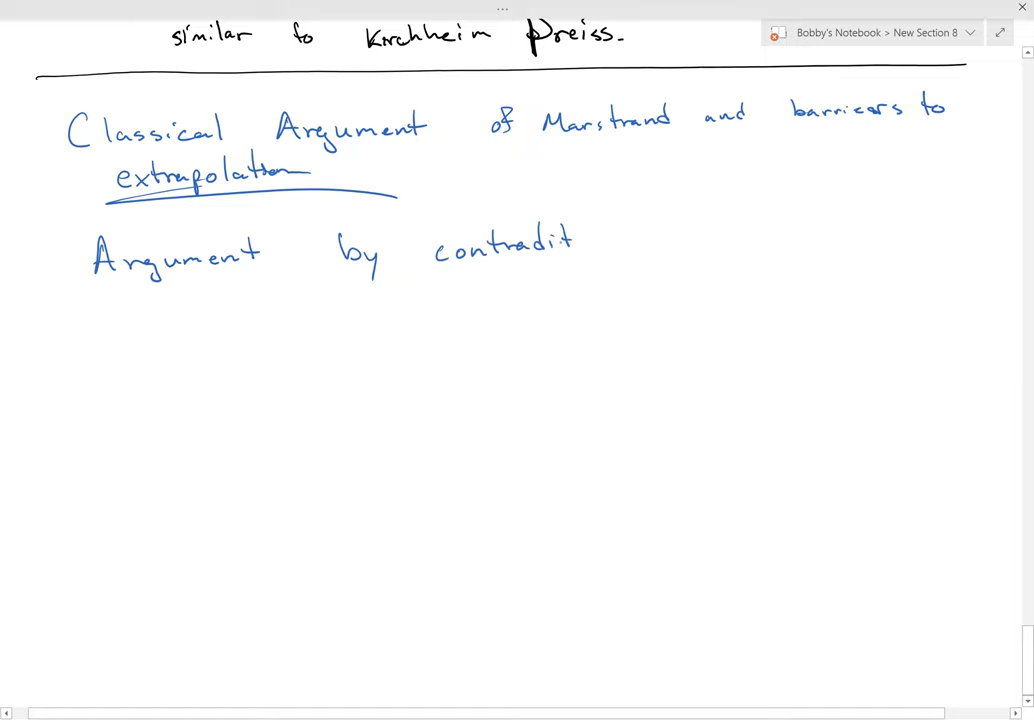 ...
Bobby's Notebook > New Section 8
similar to Kirchheim Preiss.
Classical Argument of Marstrand and barriers to
extrapolation
Argument by contradit